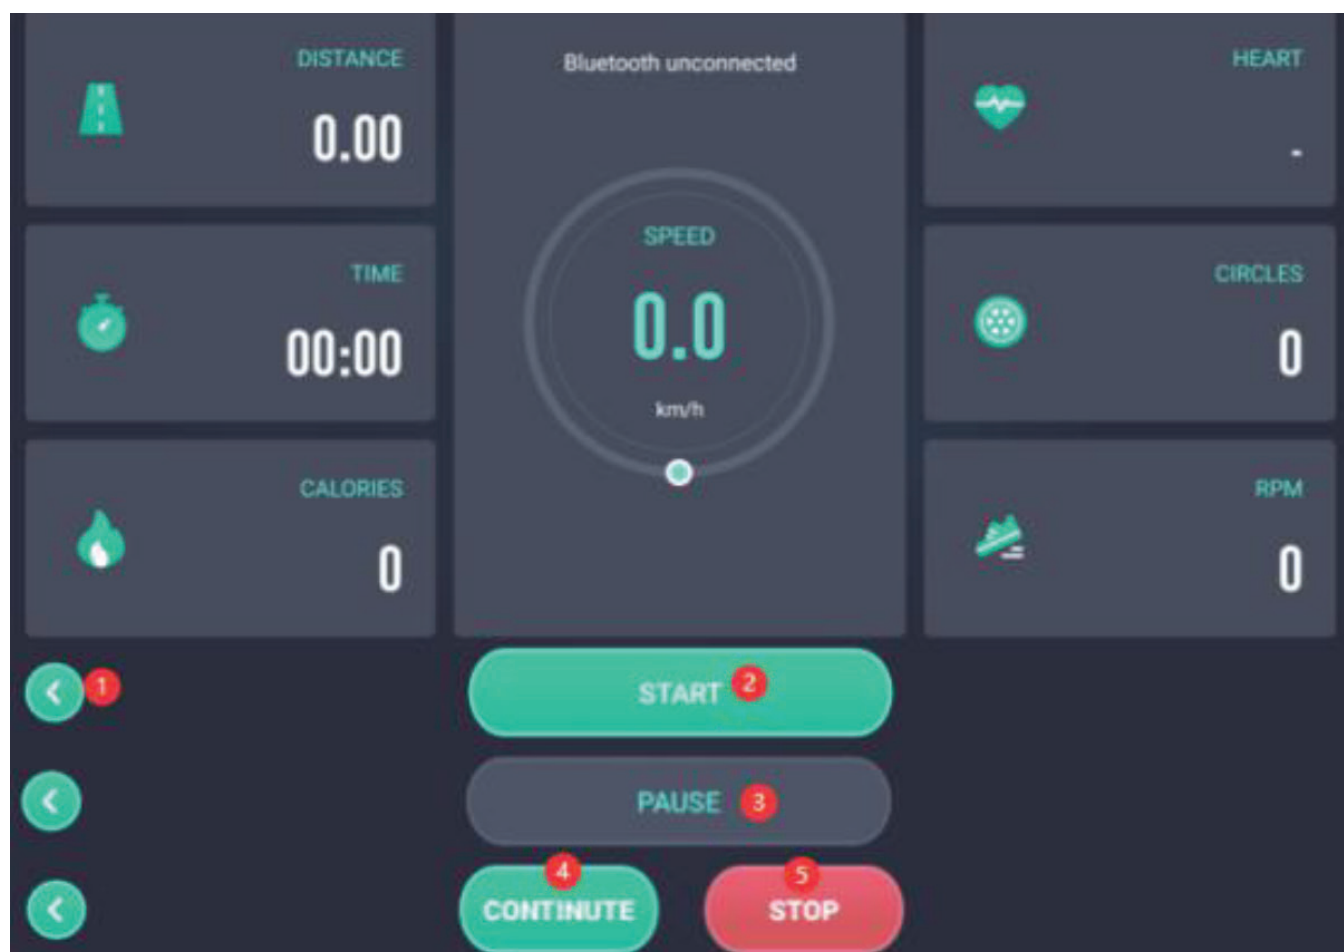 DISTANCE
0.00
Bluetooth unconnected
HEART
-
TIME
00:00
SPEED
0.0
km/h
CIRCLES
0
CALORIES
0
RPM
0
1
START 2
PAUSE 3
4
CONTINUTE
5
STOP